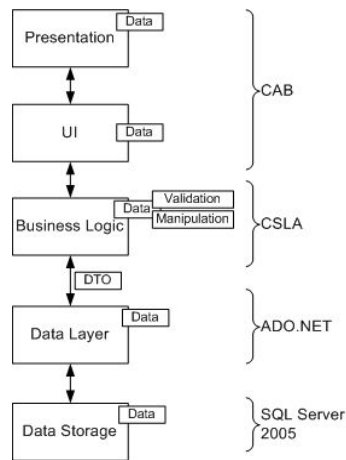 Data
Presentation
CAB
UI
Data
Validation
Data
Manipulation
Business Logic
CSLA
DTO
Data
Data Layer
ADO.NET
Data
Data Storage
SQL Server
2005